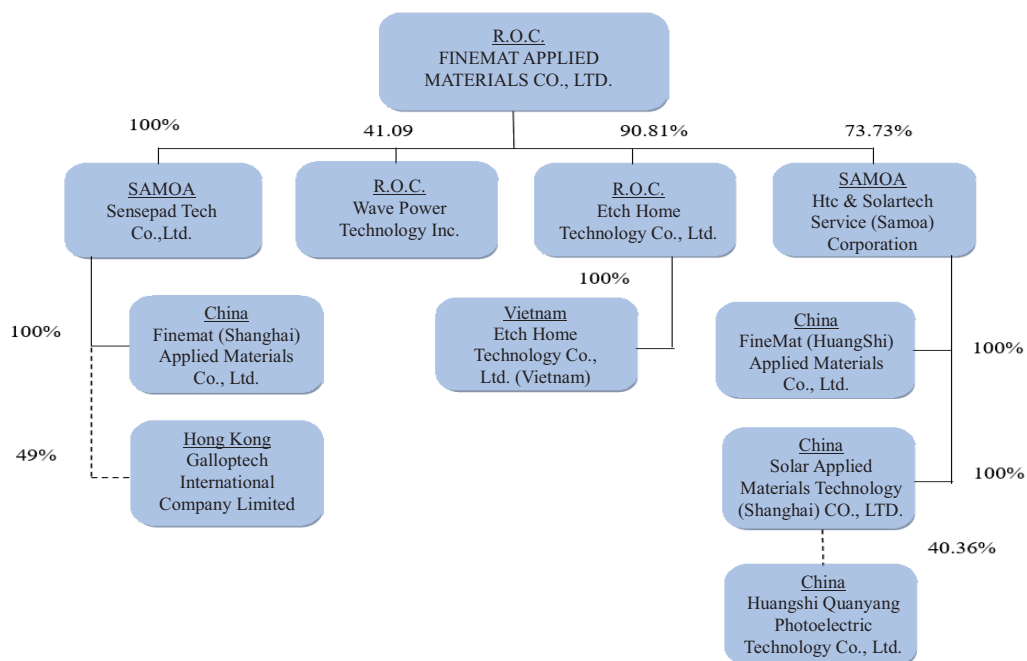 R.O.C.
FINEMAT APPLIED
MATERIALS CO., LTD.
100%
41.09
90.81%
73.73%
SAMOA
Sensepad Tech
Co.,Ltd.
R.O.C.
Wave Power
Technology Inc.
R.O.C.
Etch Home
Technology Co., Ltd.
SAMOA
Htc & Solartech
Service (Samoa)
Corporation
100%
100%
China
Finemat (Shanghai)
Applied Materials
Co., Ltd.
Vietnam
Etch Home
Technology Co.,
Ltd. (Vietnam)
China
FineMat (HuangShi)
Applied Materials
Co., Ltd.
100%
49%
Hong Kong
Galloptech
International
Company Limited
China
Solar Applied
Materials Technology
(Shanghai) CO., LTD.
100%
40.36%
China
Huangshi Quanyang
Photoelectric
Technology Co., Ltd.